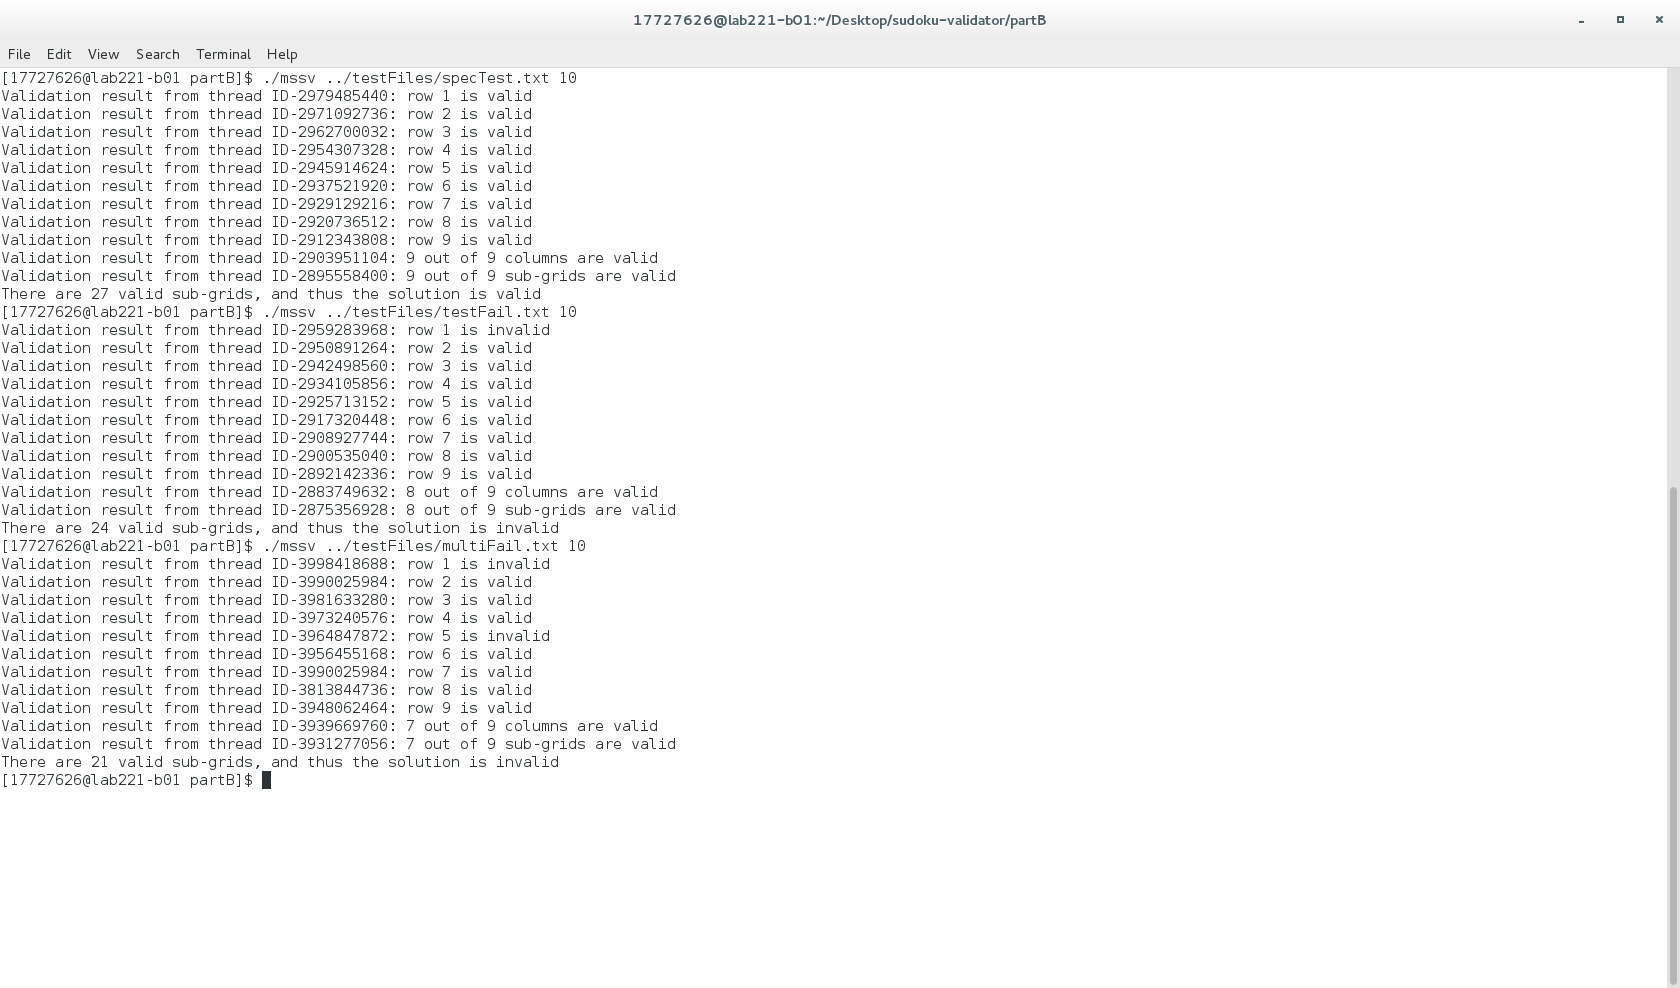 17727626@lab221-b01:~/Desktop/sudoku-validator/partB
File Edit View Search Terminal Help
[17727626@lab221-b01 partB]$ ./mssv ../testFiles/specTest.txt 10
Validation result from thread ID-2979485440: row 1 is valid
Validation result from thread ID-2971092736: row 2 is valid
Validation result from thread ID-2962700032: row 3 is valid
Validation result from thread ID-2954307328: row 4 is valid
Validation result from thread ID-2945914624: row 5 is valid
Validation result from thread ID-2937521920: row 6 is valid
Validation result from thread ID-2929129216: row 7 is valid
Validation result from thread ID-2920736512: row 8 is valid
Validation result from thread ID-2912343808: row 9 is valid
Validation result from thread ID-2903951104: 9 out of 9 columns are valid
Validation result from thread ID-2895558400: 9 out of 9 sub-grids are valid
There are 27 valid sub-grids, and thus the solution is valid
[17727626@lab221-b01 partB]$ ./mssv ../testFiles/testFail.txt 10
Validation result from thread ID-2959283968: row 1 is invalid
Validation result from thread ID-2950891264: row 2 is valid
Validation result from thread ID-2942498560: row 3 is valid
Validation result from thread ID-2934105856: row 4 is valid
Validation result from thread ID-2925713152: row 5 is valid
Validation result from thread ID-2917320448: row 6 is valid
Validation result from thread ID-2908927744: row 7 is valid
Validation result from thread ID-2900535040: row 8 is valid
Validation result from thread ID-2892142336: row 9 is valid
Validation result from thread ID-2883749632: 8 out of 9 columns are valid
Validation result from thread ID-2875356928: 8 out of 9 sub-grids are valid
There are 24 valid sub-grids, and thus the solution is invalid
[17727626@lab221-b01 partB]$ ./mssv ../testFiles/multiFail.txt 10
Validation result from thread ID-3998418688: row 1 is invalid
Validation result from thread ID-3990025984: row 2 is valid
Validation result from thread ID-3981633280: row 3 is valid
Validation result from thread ID-3973240576: row 4 is valid
Validation result from thread ID-3964847872: row 5 is invalid
Validation result from thread ID-3956455168: row 6 is valid
Validation result from thread ID-3990025984: row 7 is valid
Validation result from thread ID-3813844736: row 8 is valid
Validation result from thread ID-3948062464: row 9 is valid
Validation result from thread ID-3939669760: 7 out of 9 columns are valid
Validation result from thread ID-3931277056: 7 out of 9 sub-grids are valid
There are 21 valid sub-grids, and thus the solution is invalid
[17727626@lab221-b01 partB]$